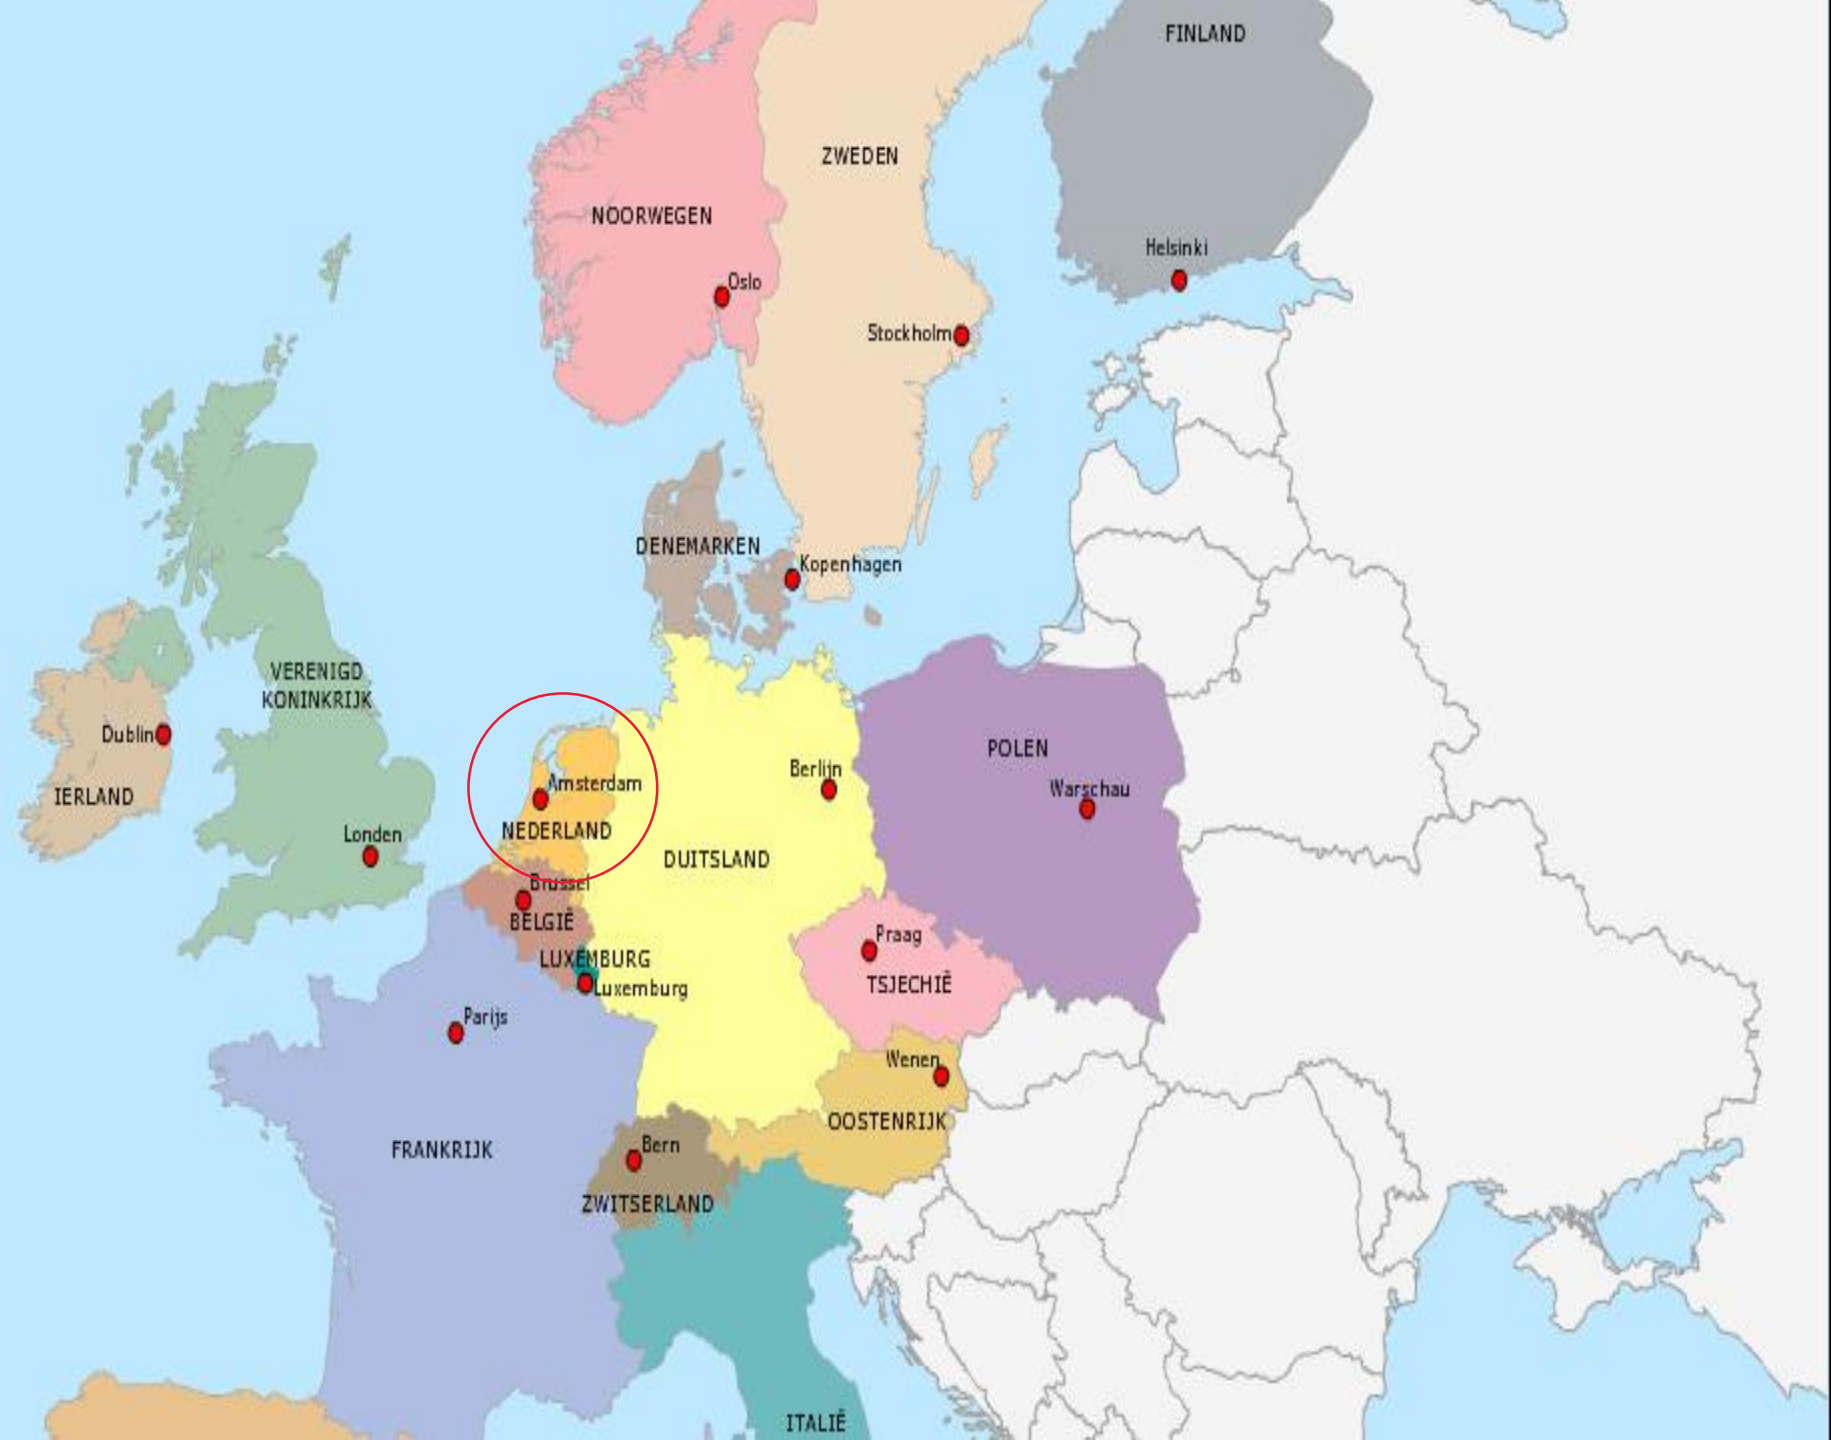 FINLAND
ZWEDEN
NOORWEGEN
Helsinki
Oslo
Stockholm
DENEMARKEN
Kopenhagen
VERENIGD
KONINKRIJK
Dublin
POLEN
Berlijn
Amsterdam
Warschau
IERLAND
NEDERLAND
Londen
DUITSLAND
Brussel
BELGIË
Praag
LUXEMBURG
TSJECHIË
Luxemburg
Parijs
Wenen
OOSTENRIJK
Bern
FRANKRIJK
ZWITSERLAND
ITALIË